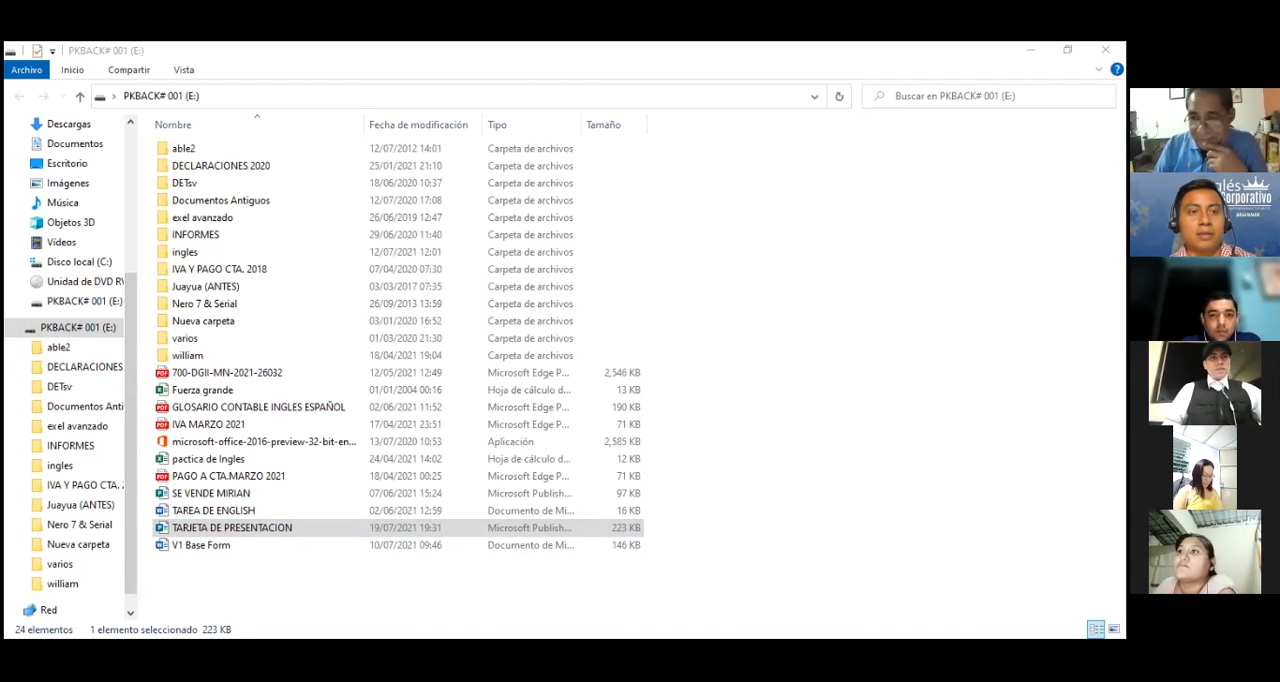 PKBACK# 001 (E:)
Archivo Inicio Compartir Vista
PKBACK# 001 (E:) Buscar en PKBACK# 001 (E:)
Nombre Fecha de modificación Tipo Tamaño
Descargas
Documentos
Escritorio
Imágenes
Música
Objetos 3D
Vídeos
Disco local (C:)
Unidad de DVD RV
PKBACK# 001 (E:)
PKBACK# 001 (E:)
able2
DECLARACIONES
DETsv
Documentos Anti
exel avanzado
INFORMES
ingles
IVA Y PAGO CTA.
Juayua (ANTES)
Nero 7 & Serial
Nueva carpeta
varios
william
Red
able2 12/07/2012 14:01 Carpeta de archivos
DECLARACIONES 2020 25/01/2021 21:10 Carpeta de archivos
DETsv 18/06/2020 10:37 Carpeta de archivos
Documentos Antiguos 12/07/2020 17:08 Carpeta de archivos
exel avanzado 26/06/2019 12:47 Carpeta de archivos
INFORMES 29/06/2020 11:40 Carpeta de archivos
ingles 12/07/2021 12:01 Carpeta de archivos
IVA Y PAGO CTA. 2018 07/04/2020 07:30 Carpeta de archivos
Juayua (ANTES) 03/03/2017 07:35 Carpeta de archivos
Nero 7 & Serial 26/09/2013 13:59 Carpeta de archivos
Nueva carpeta 03/01/2020 16:52 Carpeta de archivos
varios 01/03/2020 21:30 Carpeta de archivos
william 18/04/2021 19:04 Carpeta de archivos
700-DGII-MN-2021-26032 12/05/2021 12:49 Microsoft Edge P... 2,546 KB
Fuerza grande 01/01/2004 00:16 Hoja de cálculo d... 13 KB
GLOSARIO CONTABLE INGLES ESPAÑOL 02/06/2021 11:52 Microsoft Edge P... 190 KB
IVA MARZO 2021 17/04/2021 23:51 Microsoft Edge P... 71 KB
microsoft-office-2016-preview-32-bit-en... 13/07/2020 10:53 Aplicación 2,585 KB
pactica de Ingles 24/04/2021 14:02 Hoja de cálculo d... 12 KB
PAGO A CTA.MARZO 2021 18/04/2021 00:25 Microsoft Edge P... 71 KB
SE VENDE MIRIAN 07/06/2021 15:24 Microsoft Publish... 97 KB
TAREA DE ENGLISH 02/06/2021 12:59 Documento de Mi... 16 KB
TARJETA DE PRESENTACION 19/07/2021 19:31 Microsoft Publish... 223 KB
V1 Base Form 10/07/2021 09:46 Documento de Mi... 146 KB
24 elementos 1 elemento seleccionado 223 KB
glés
orporativo
BEGINNER